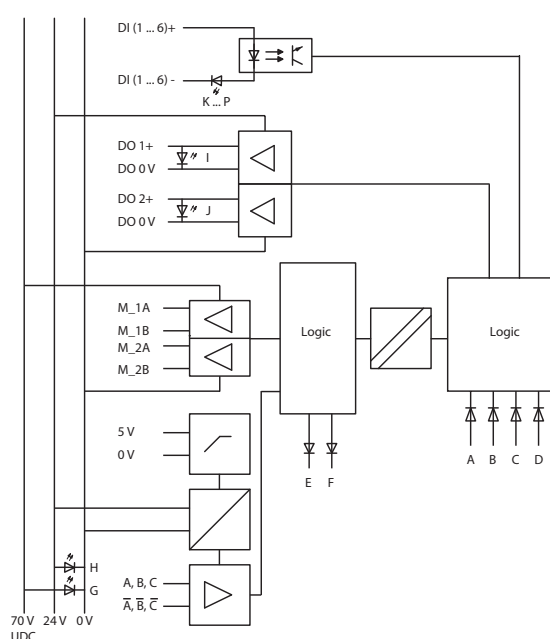 DI (1 ... 6)+
DI (1 ... 6) -
K ... P
DO 1+
I
DO 0 V
DO 2+
J
DO 0 V
M_1A
M_1B
M_2A
M_2B
Logic
Logic
A B C D
E F
5 V
0 V
H
G
A, B, C
A̅, B̅, C̅
70 V 24 V 0 V
UDC